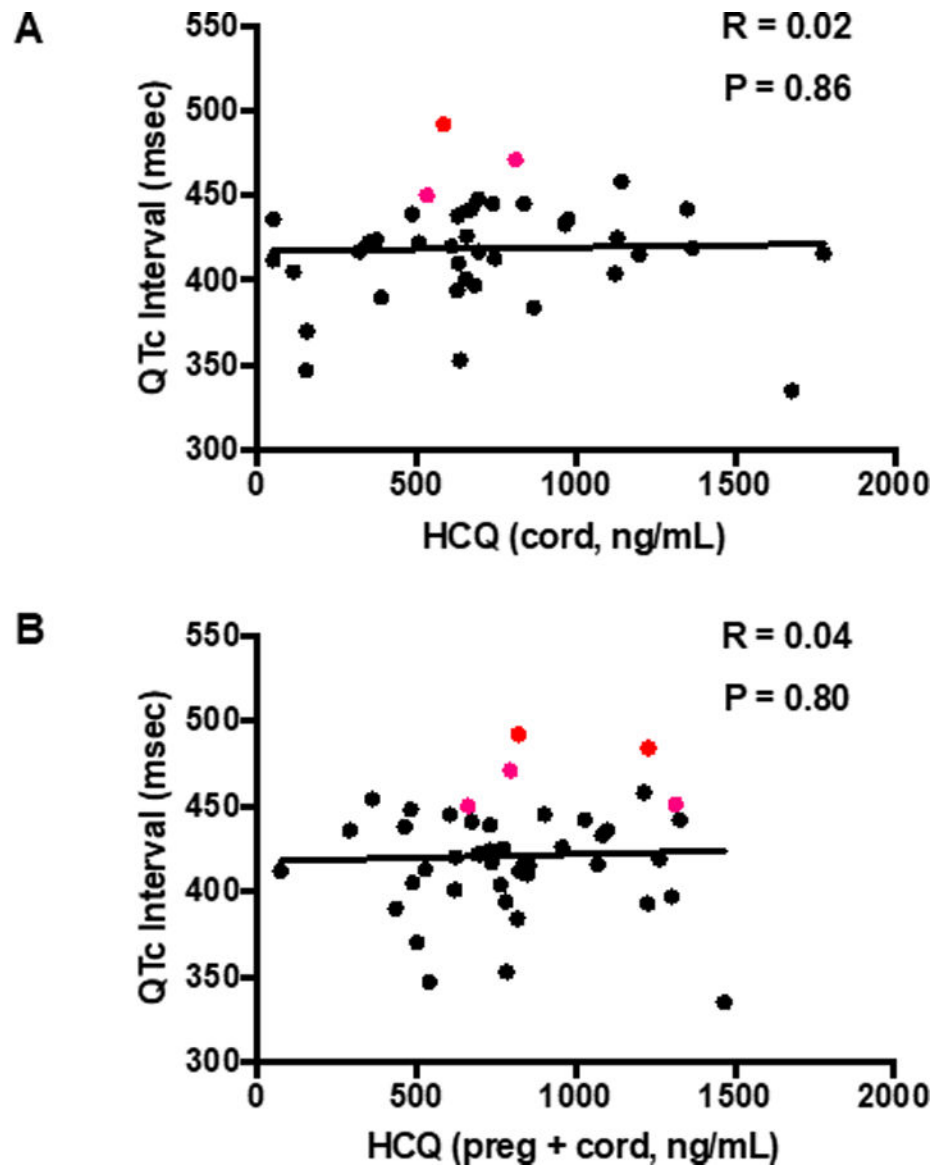 A
R = 0.02
P = 0.86
QTc Interval (msec)
550
500
450
400
350
300
0 500 1000 1500 2000
HCQ (cord, ng/mL)
B
R = 0.04
P = 0.80
QTc Interval (msec)
550
500
450
400
350
300
0 500 1000 1500 2000
HCQ (preg + cord, ng/mL)